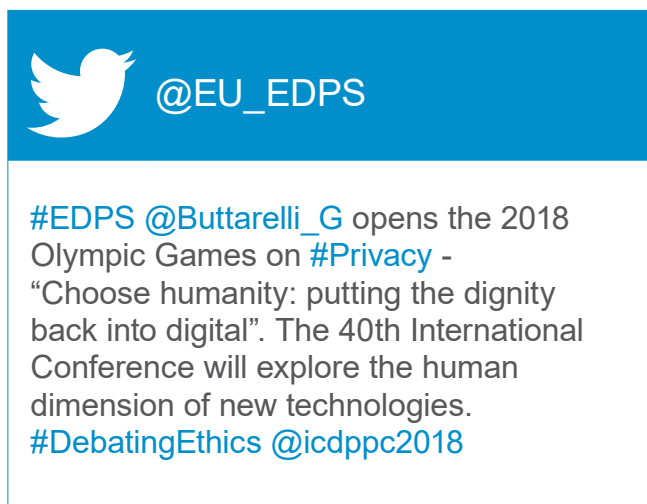 @EU_EDPS
#EDPS @Buttarelli_G opens the 2018
Olympic Games on #Privacy -
“Choose humanity: putting the dignity
back into digital”. The 40th International
Conference will explore the human
dimension of new technologies.
#DebatingEthics @icdppc2018